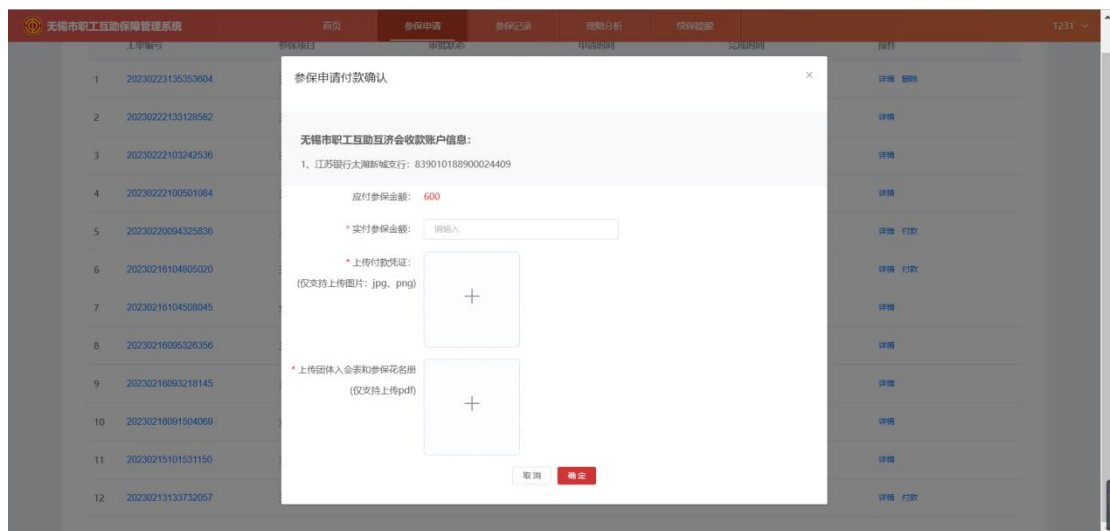 无锡市职工互助保障管理系统 首页 参保申请 参保记录 理赔分析 续保提醒 1231
工单编号 参保项目 审批状态 申请时间 完结时间 操作
参保申请付款确认 ×
1 20230223135353604 详情 删除
2 20230222133128582 详情
无锡市职工互助互济会收款账户信息：
3 20230222103242536 详情
1、江苏银行太湖新城支行：839010188900024409
4 20230222100501084 详情
应付参保金额： 600
5 20230220094325836 详情 付款
* 实付参保金额： 请输入
* 上传付款凭证：
6 20230216104805020 详情 付款
(仅支持上传图片：jpg、png)
7 20230216104508045 详情
8 20230216095326356 详情
* 上传团体入会表和参保花名册
9 20230216093218145 详情
(仅支持上传pdf)
10 20230216091504069 详情
11 20230215101531150 详情
取消 确定
12 20230213133732057 详情 付款